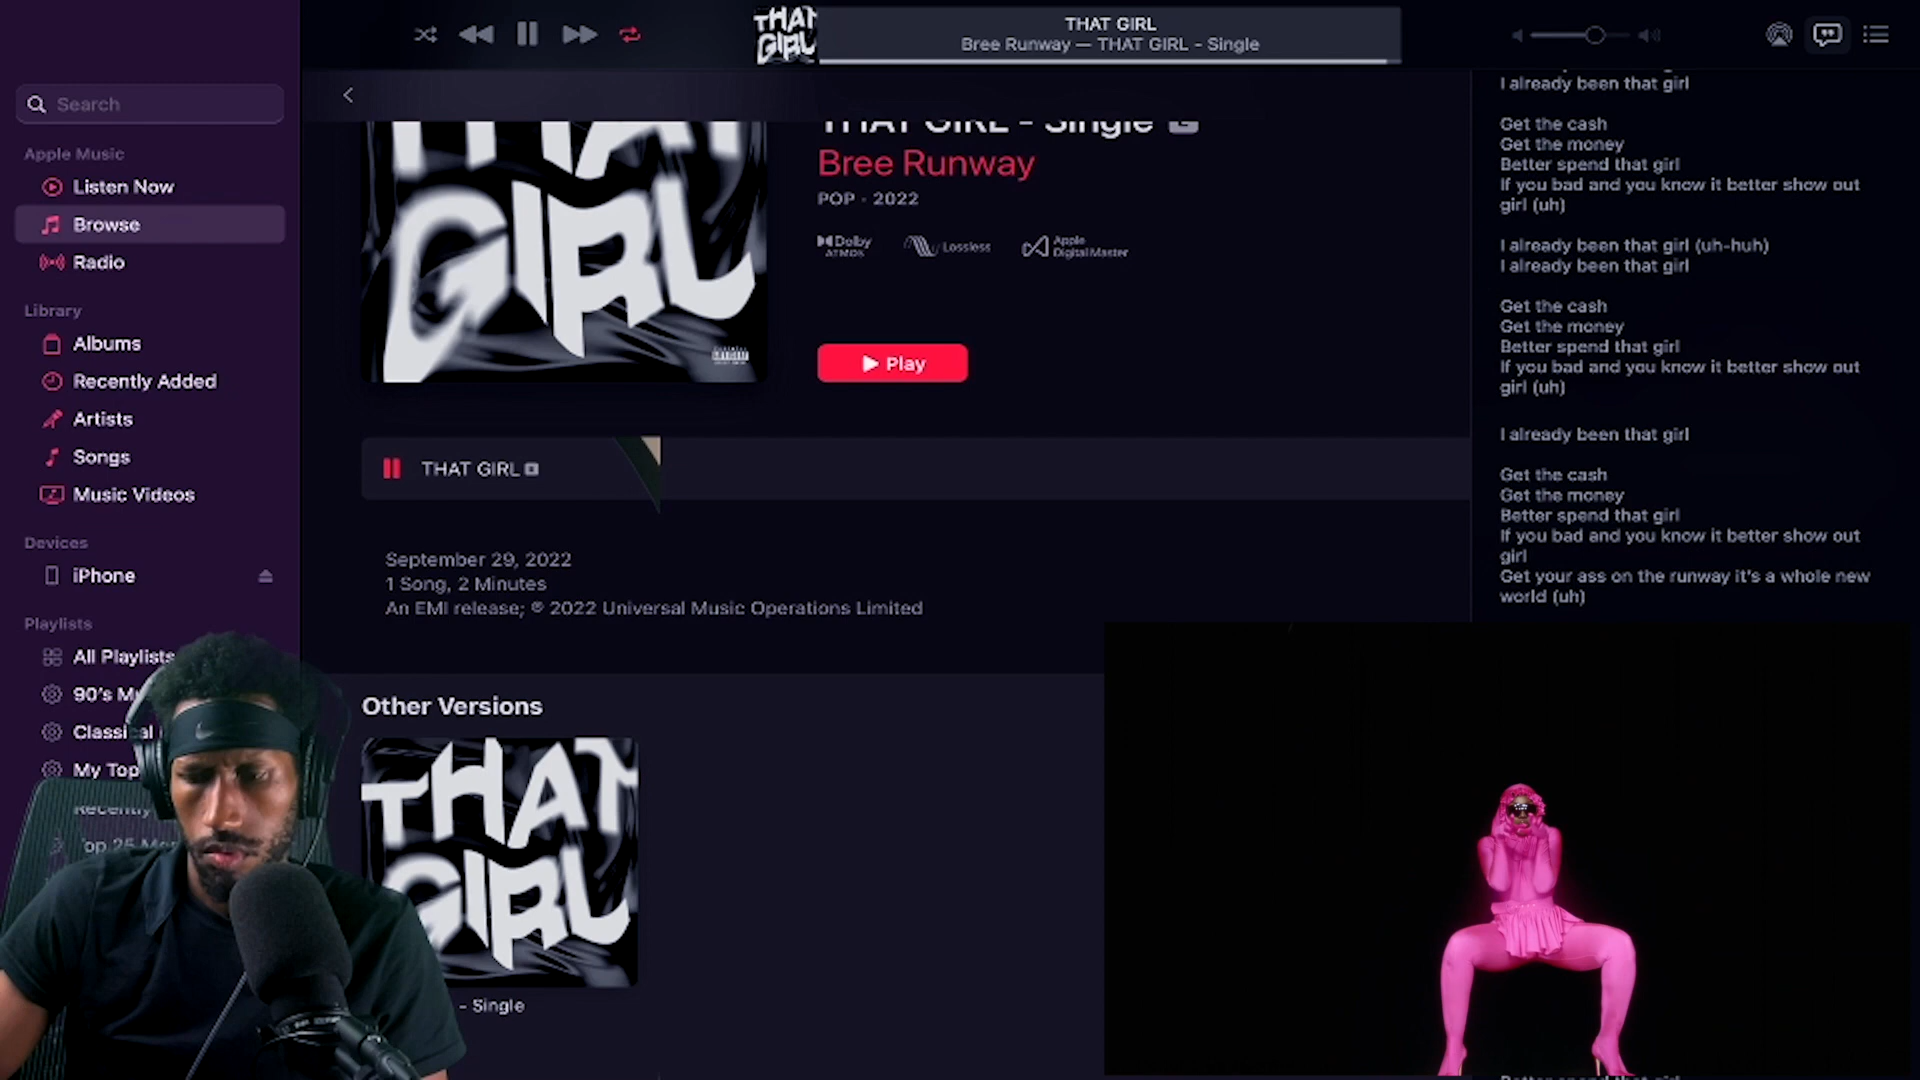 THAT GIRL
Bree Runway — THAT GIRL - Single
Search
Apple Music
Listen Now
Browse
Radio
Library
Albums
Recently Added
Artists
Songs
Music Videos
Devices
iPhone
Playlists
All Playlists
90's
My Top
THAT
GIRL
THAT GIRL - Single
Bree Runway
POP · 2022
Dolby
ATMOS
Lossless
Apple
Digital Master
Play
THAT GIRL
September 29, 2022
1 Song, 2 Minutes
An EMI release; ℗ 2022 Universal Music Operations Limited
Other Versions
THAT
GIRL
- Single
I already been that girl
Get the cash
Get the money
Better spend that girl
If you bad and you know it better show out
girl (uh)
I already been that girl (uh-huh)
I already been that girl
Get the cash
Get the money
Better spend that girl
If you bad and you know it better show out
girl (uh)
I already been that girl
Get the cash
Get the money
Better spend that girl
If you bad and you know it better show out
girl
Get your ass on the runway it's a whole new
world (uh)